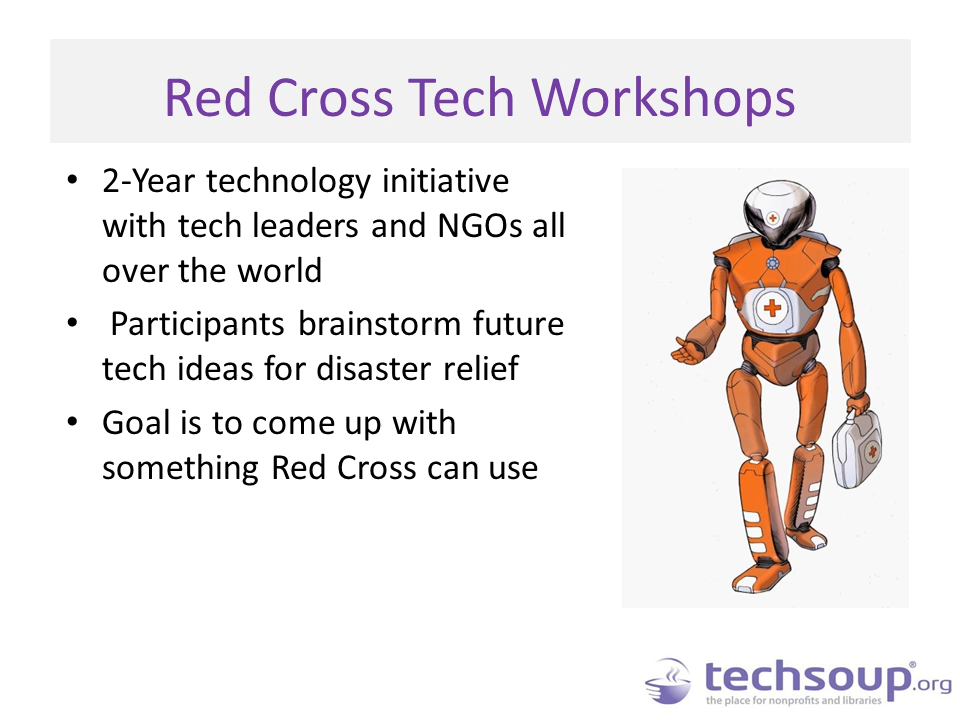 Red Cross Tech Workshops
• 2-Year technology initiative
with tech leaders and NGOs all
over the world
• Participants brainstorm future
tech ideas for disaster relief
• Goal is to come up with
something Red Cross can use
techsoup®.org
the place for nonprofits and libraries